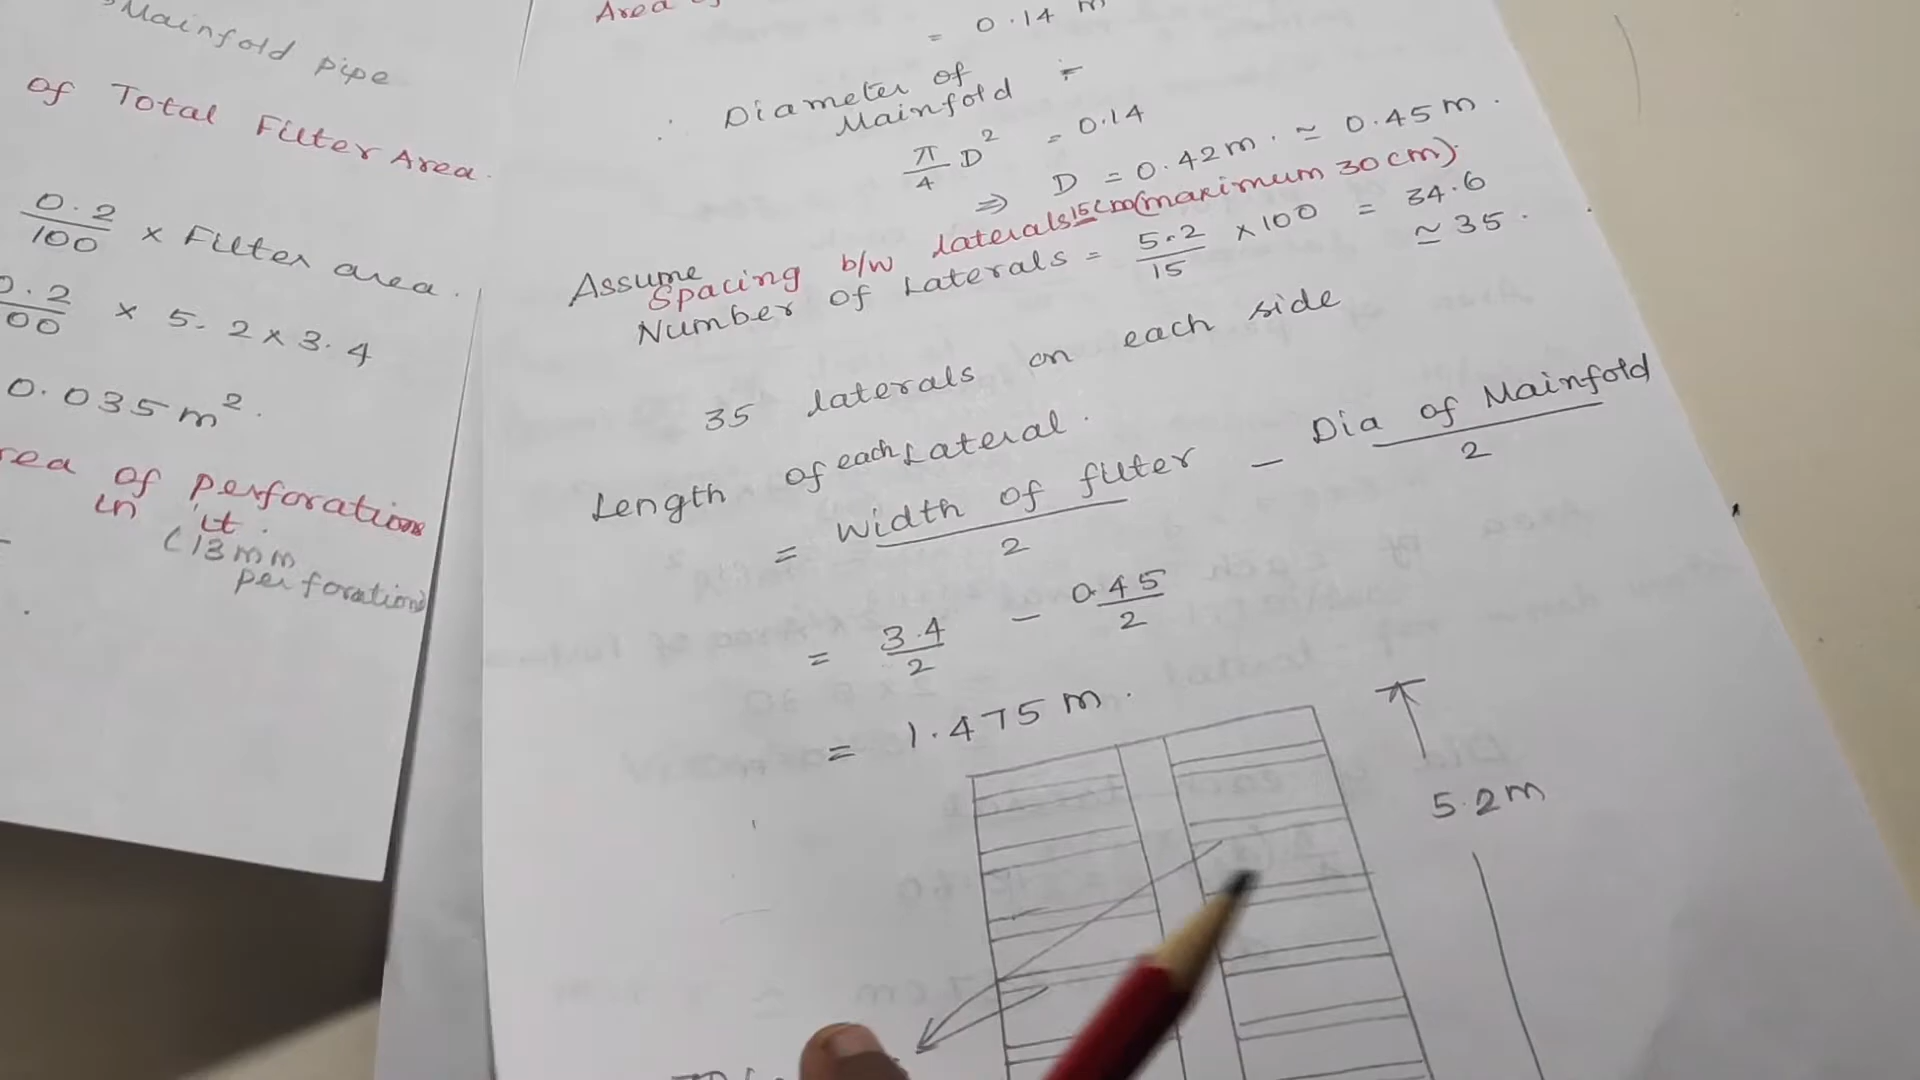 Mainfold pipe
of Total Filter Area.
0.2
100
× Filter area.
× 5.2 × 3.4
0.035 m².
of perforations
in it.
(13mm
perforations
Area
= 0.14 m
∴ Diameter of
Mainfold =
π/4 D² = 0.14
⇒ D = 0.42m. ≃ 0.45m.
Assume
Spacing b/w laterals 15cm (maximum 30cm).
Number of Laterals = 5.2/15 × 100 = 34.6
≃ 35.
35 laterals on each side
Length of each Lateral.
= Width of filter/2 − Dia of Mainfold/2
= 3.4/2 − 0.45/2
= 1.475 m.
5.2m